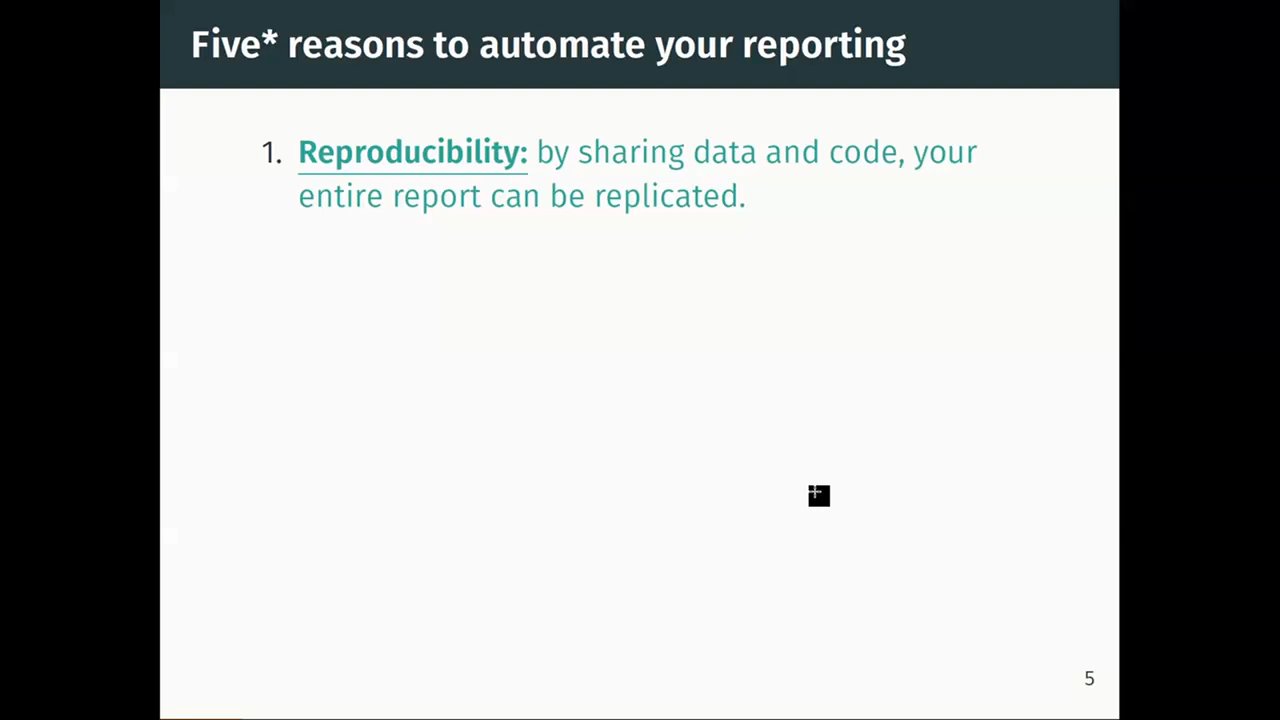 Five* reasons to automate your reporting
1. Reproducibility: by sharing data and code, your
entire report can be replicated.
5